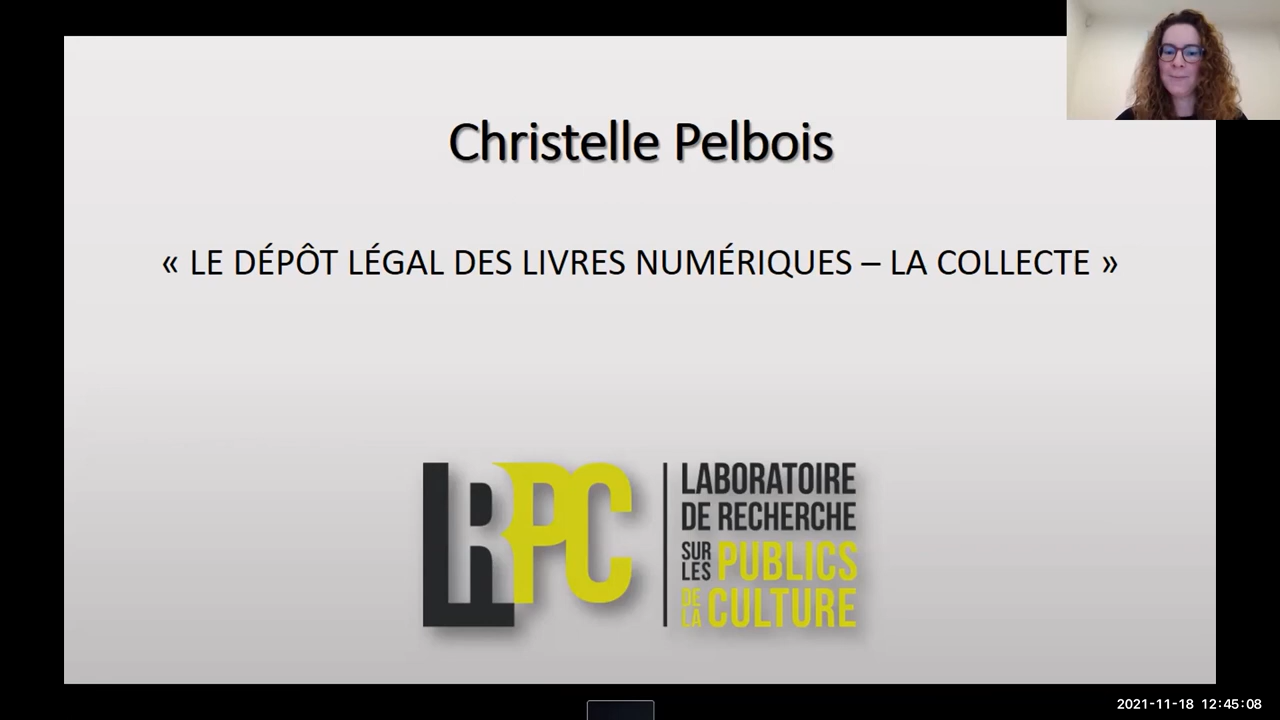 Christelle Pelbois
« LE DÉPÔT LÉGAL DES LIVRES NUMÉRIQUES – LA COLLECTE »
LRPC
LABORATOIRE
DE RECHERCHE
SUR LES PUBLICS
DE LA CULTURE
2021-11-18 12:45:08